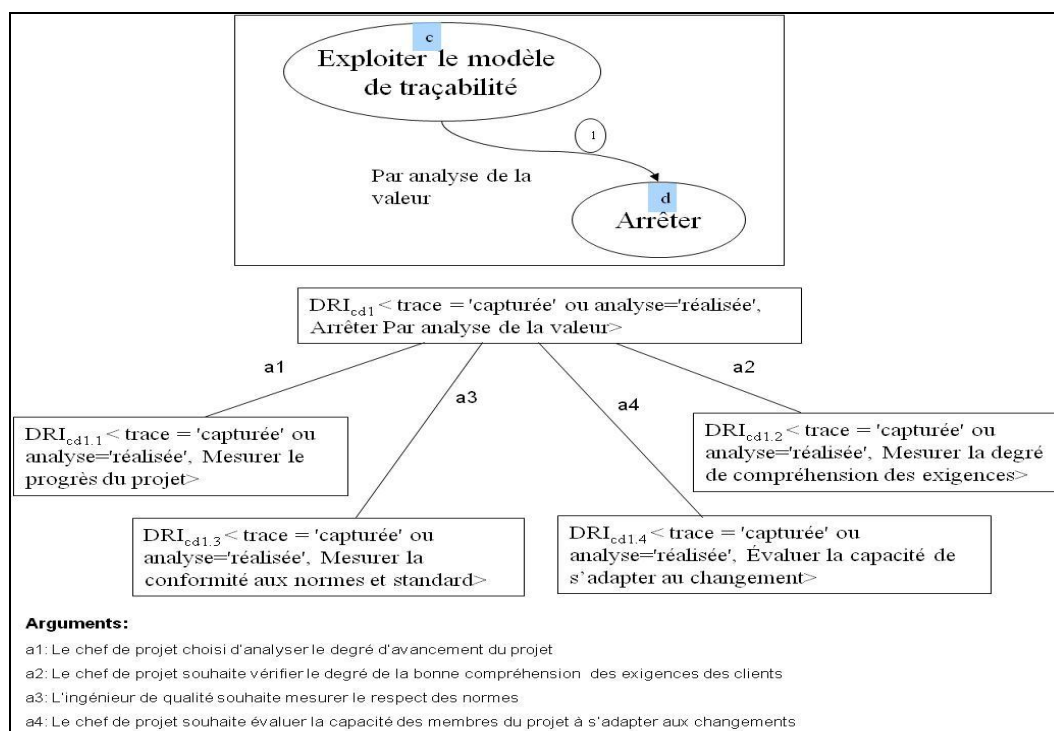 c
Exploiter le modèle
de traçabilité
1
Par analyse de la
valeur
d
Arrêter
DRIcd1 < trace = 'capturée' ou analyse='réalisée',
Arrêter Par analyse de la valeur>
a1
a2
a3
a4
DRIcd1.1 < trace = 'capturée' ou
analyse='réalisée', Mesurer le
progrès du projet>
DRIcd1.2 < trace = 'capturée' ou
analyse='réalisée', Mesurer la degré
de compréhension des exigences>
DRIcd1.3 < trace = 'capturée' ou
analyse='réalisée', Mesurer la
conformité aux normes et standard>
DRIcd1.4 < trace = 'capturée' ou
analyse='réalisée', Évaluer la capacité de
s’adapter au changement>
Arguments:
a1: Le chef de projet choisi d'analyser le degré d'avancement du projet
a2: Le chef de projet souhaite vérifier le degré de la bonne compréhension des exigences des clients
a3: L'ingénieur de qualité souhaite mesurer le respect des normes
a4: Le chef de projet souhaite évaluer la capacité des membres du projet à s’adapter aux changements